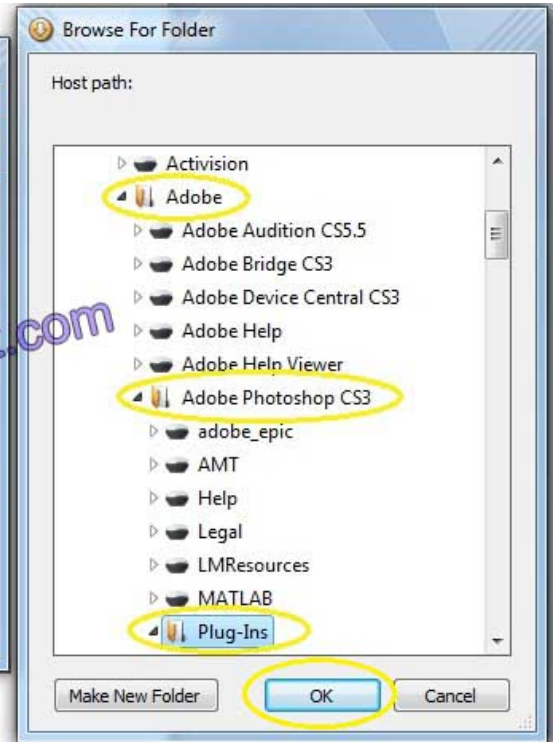 Browse For Folder
Host path:
Activision
Adobe
Adobe Audition CS5.5
Adobe Bridge CS3
Adobe Device Central CS3
.com
Adobe Help
Adobe Help Viewer
Adobe Photoshop CS3
adobe_epic
AMT
Help
Legal
LMResources
MATLAB
Plug-Ins
Make New Folder
OK
Cancel